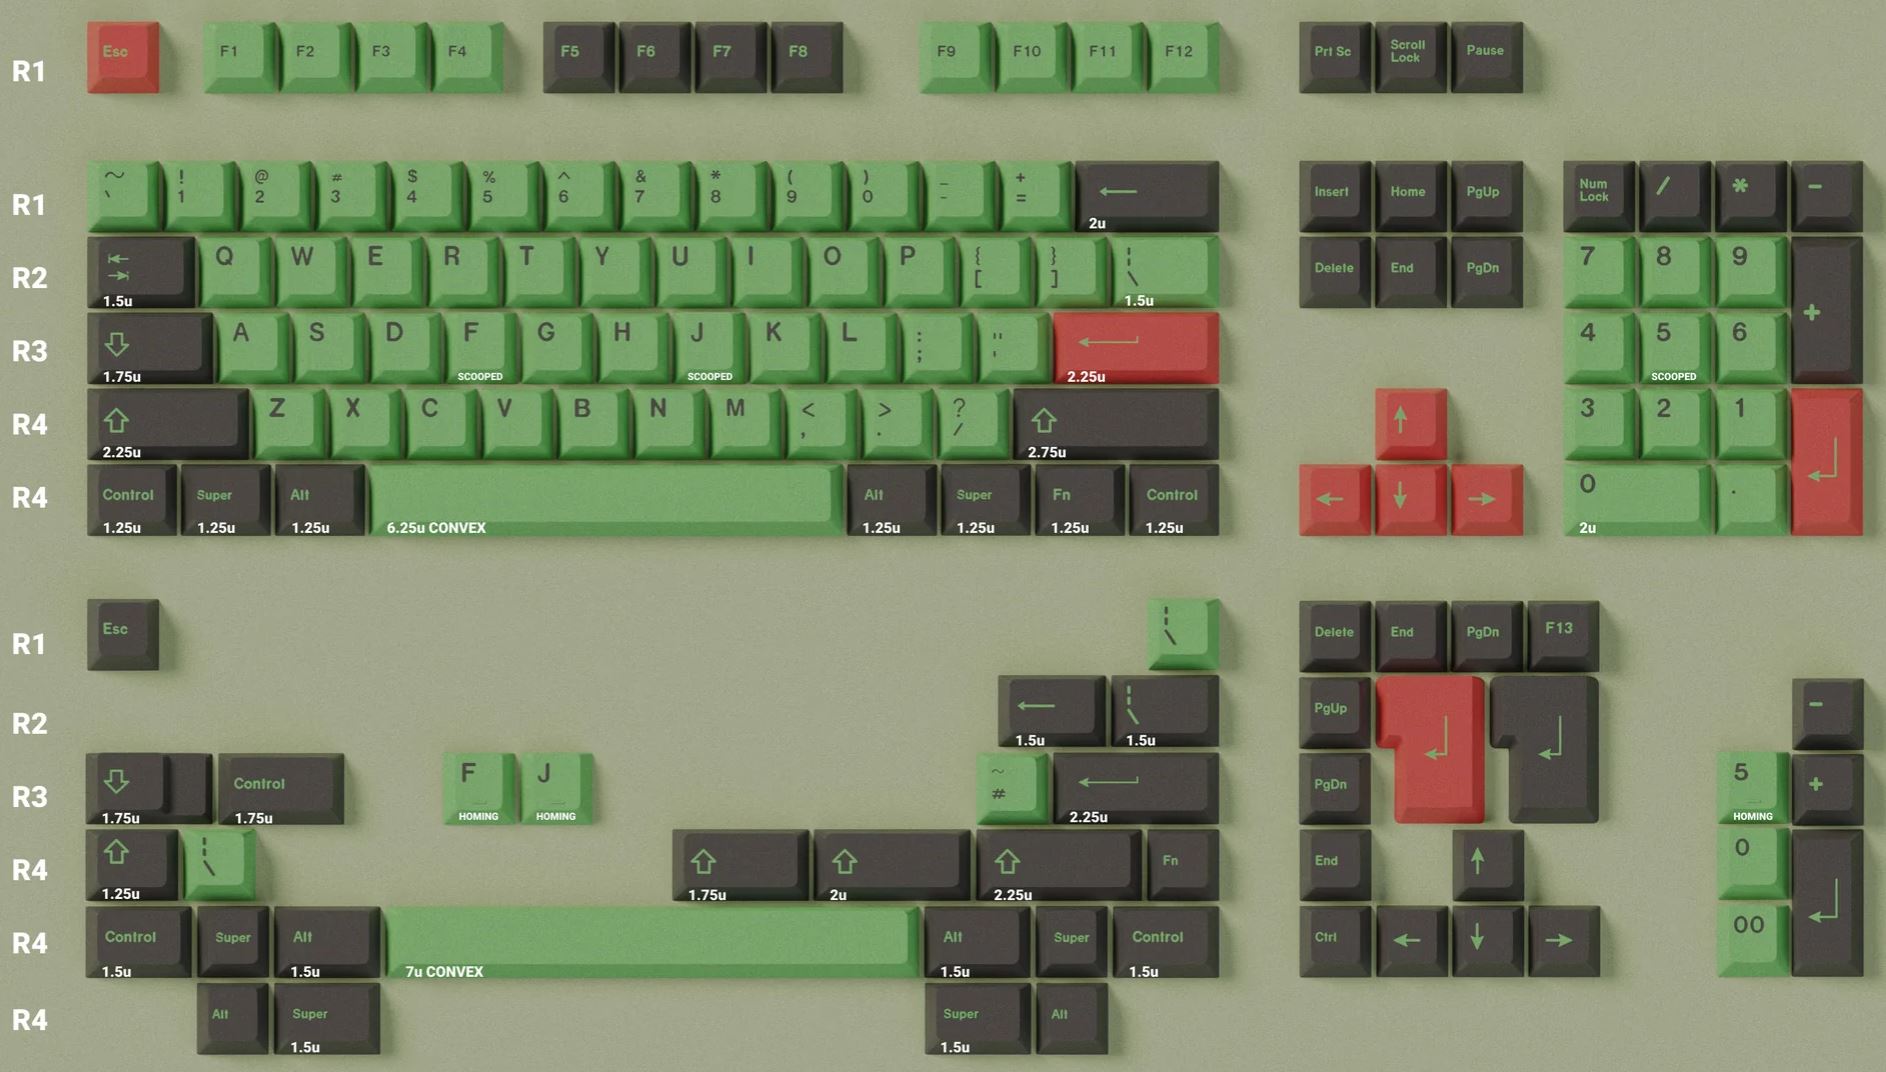 R1
Esc
F1 F2 F3 F4
F5 F6 F7 F8
F9 F10 F11 F12
Prt Sc
Scroll
Lock
Pause
R1
~ ! @ # $ % ^ & * ( ) _ +
` 1 2 3 4 5 6 7 8 9 0 - =
←
2u
Insert Home PgUp
Num
Lock
/ * -
R2
⇤
⇥
1.5u
Q W E R T Y U I O P
{ }
[ ]
¦
\
1.5u
Delete End PgDn
7 8 9
+
R3
⇩
1.75u
A S D F G H J K L
SCOOPED SCOOPED
: "
; '
←
2.25u
4 5 6
SCOOPED
R4
⇧
2.25u
Z X C V B N M
< > ?
, . /
⇧
2.75u
↑
3 2 1
↵
R4
Control Super Alt
1.25u 1.25u 1.25u
6.25u CONVEX
Alt Super Fn Control
1.25u 1.25u 1.25u 1.25u
← ↓ →
0 .
2u
R1
Esc
¦
\
Delete End PgDn F13
R2
←
1.5u
¦
\
1.5u
PgUp
↵ ↵
-
R3
⇩
1.75u
Control
1.75u
F J
HOMING HOMING
~
#
←
2.25u
PgDn
5
HOMING
+
R4
⇧
1.25u
¦
\
⇧ ⇧ ⇧ Fn
1.75u 2u 2.25u
End
↑
0
↵
R4
Control Super Alt
1.5u 1.5u
7u CONVEX
Alt Super Control
1.5u 1.5u
Ctrl ← ↓ →
00
R4
Alt Super
1.5u
Super Alt
1.5u